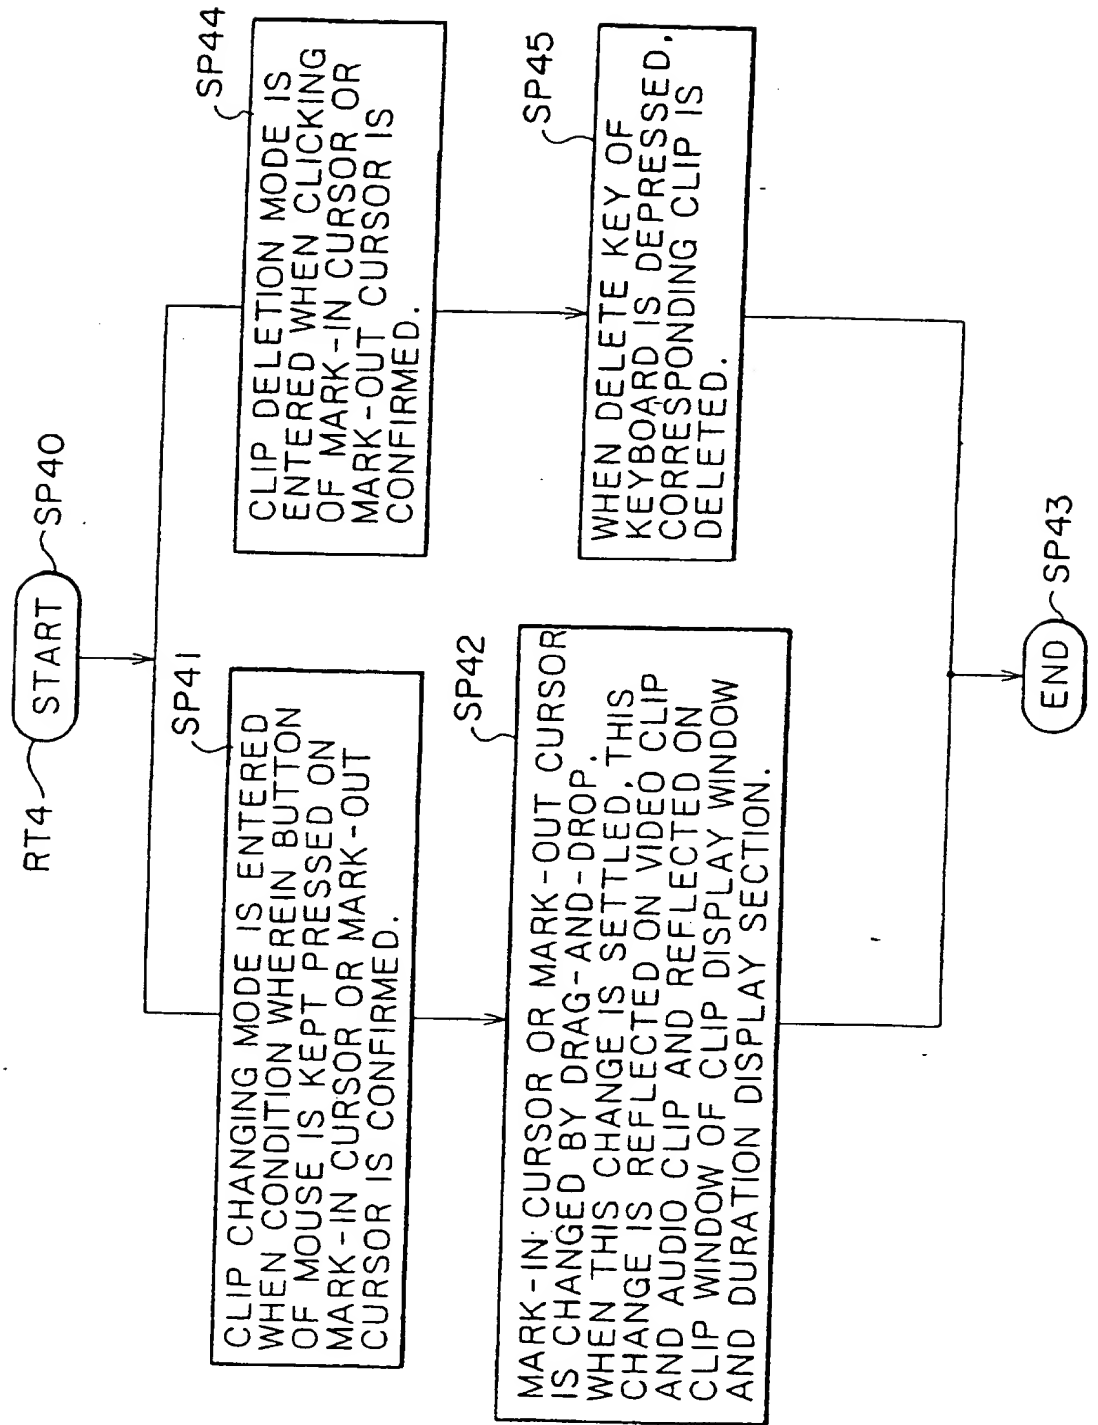 RT4
START
SP40
SP41
CLIP CHANGING MODE IS ENTERED
WHEN CONDITION WHEREIN BUTTON
OF MOUSE IS KEPT PRESSED ON
MARK-IN CURSOR OR MARK-OUT
CURSOR IS CONFIRMED.
SP42
MARK-IN CURSOR OR MARK-OUT CURSOR
IS CHANGED BY DRAG-AND-DROP.
WHEN THIS CHANGE IS SETTLED, THIS
CHANGE IS REFLECTED ON VIDEO CLIP
AND AUDIO CLIP AND REFLECTED ON
CLIP WINDOW OF CLIP DISPLAY WINDOW
AND DURATION DISPLAY SECTION.
SP44
CLIP DELETION MODE IS
ENTERED WHEN CLICKING
OF MARK-IN CURSOR OR
MARK-OUT CURSOR IS
CONFIRMED.
SP45
WHEN DELETE KEY OF
KEYBOARD IS DEPRESSED,
CORRESPONDING CLIP IS
DELETED.
END
SP43